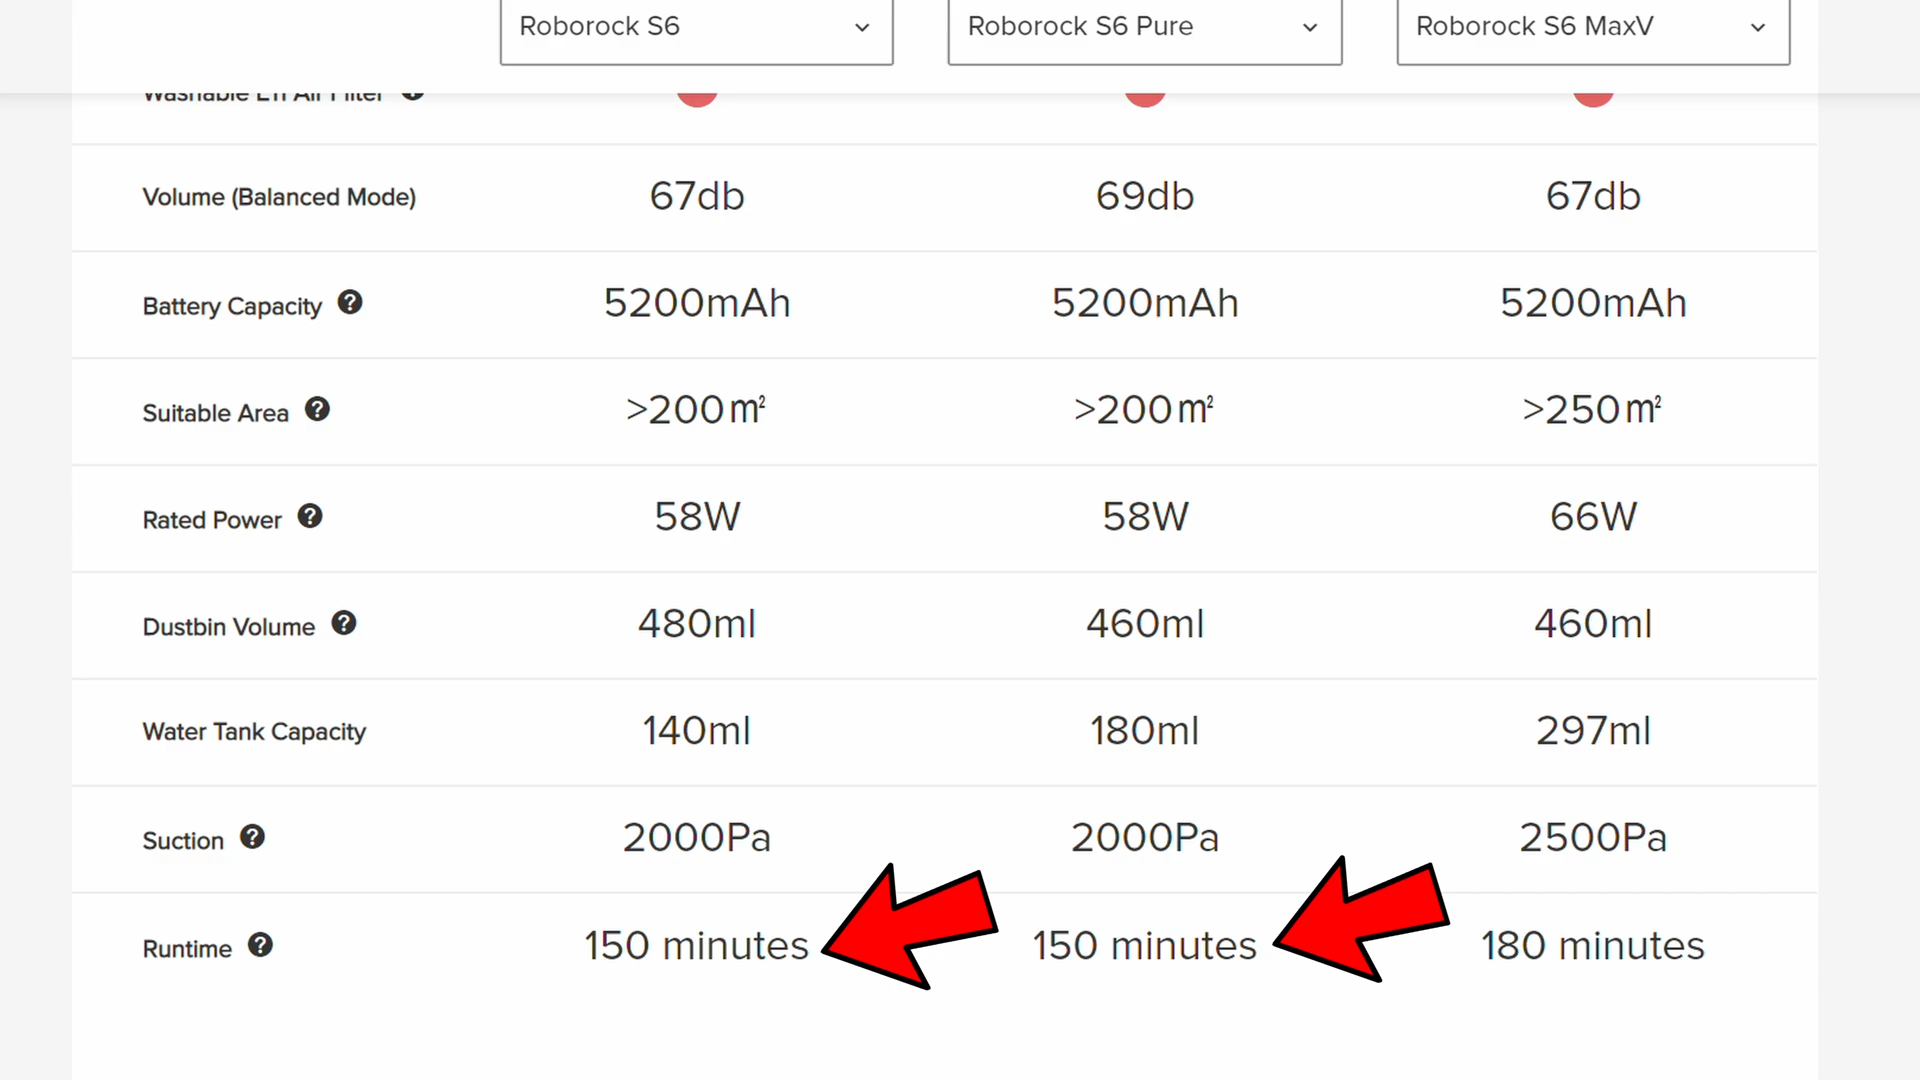 Roborock S6 Roborock S6 Pure Roborock S6 MaxV
Washable E11 Air Filter
Volume (Balanced Mode) 67db 69db 67db
Battery Capacity ? 5200mAh 5200mAh 5200mAh
Suitable Area ? >200㎡ >200㎡ >250㎡
Rated Power ? 58W 58W 66W
Dustbin Volume ? 480ml 460ml 460ml
Water Tank Capacity 140ml 180ml 297ml
Suction ? 2000Pa 2000Pa 2500Pa
Runtime ? 150 minutes 150 minutes 180 minutes